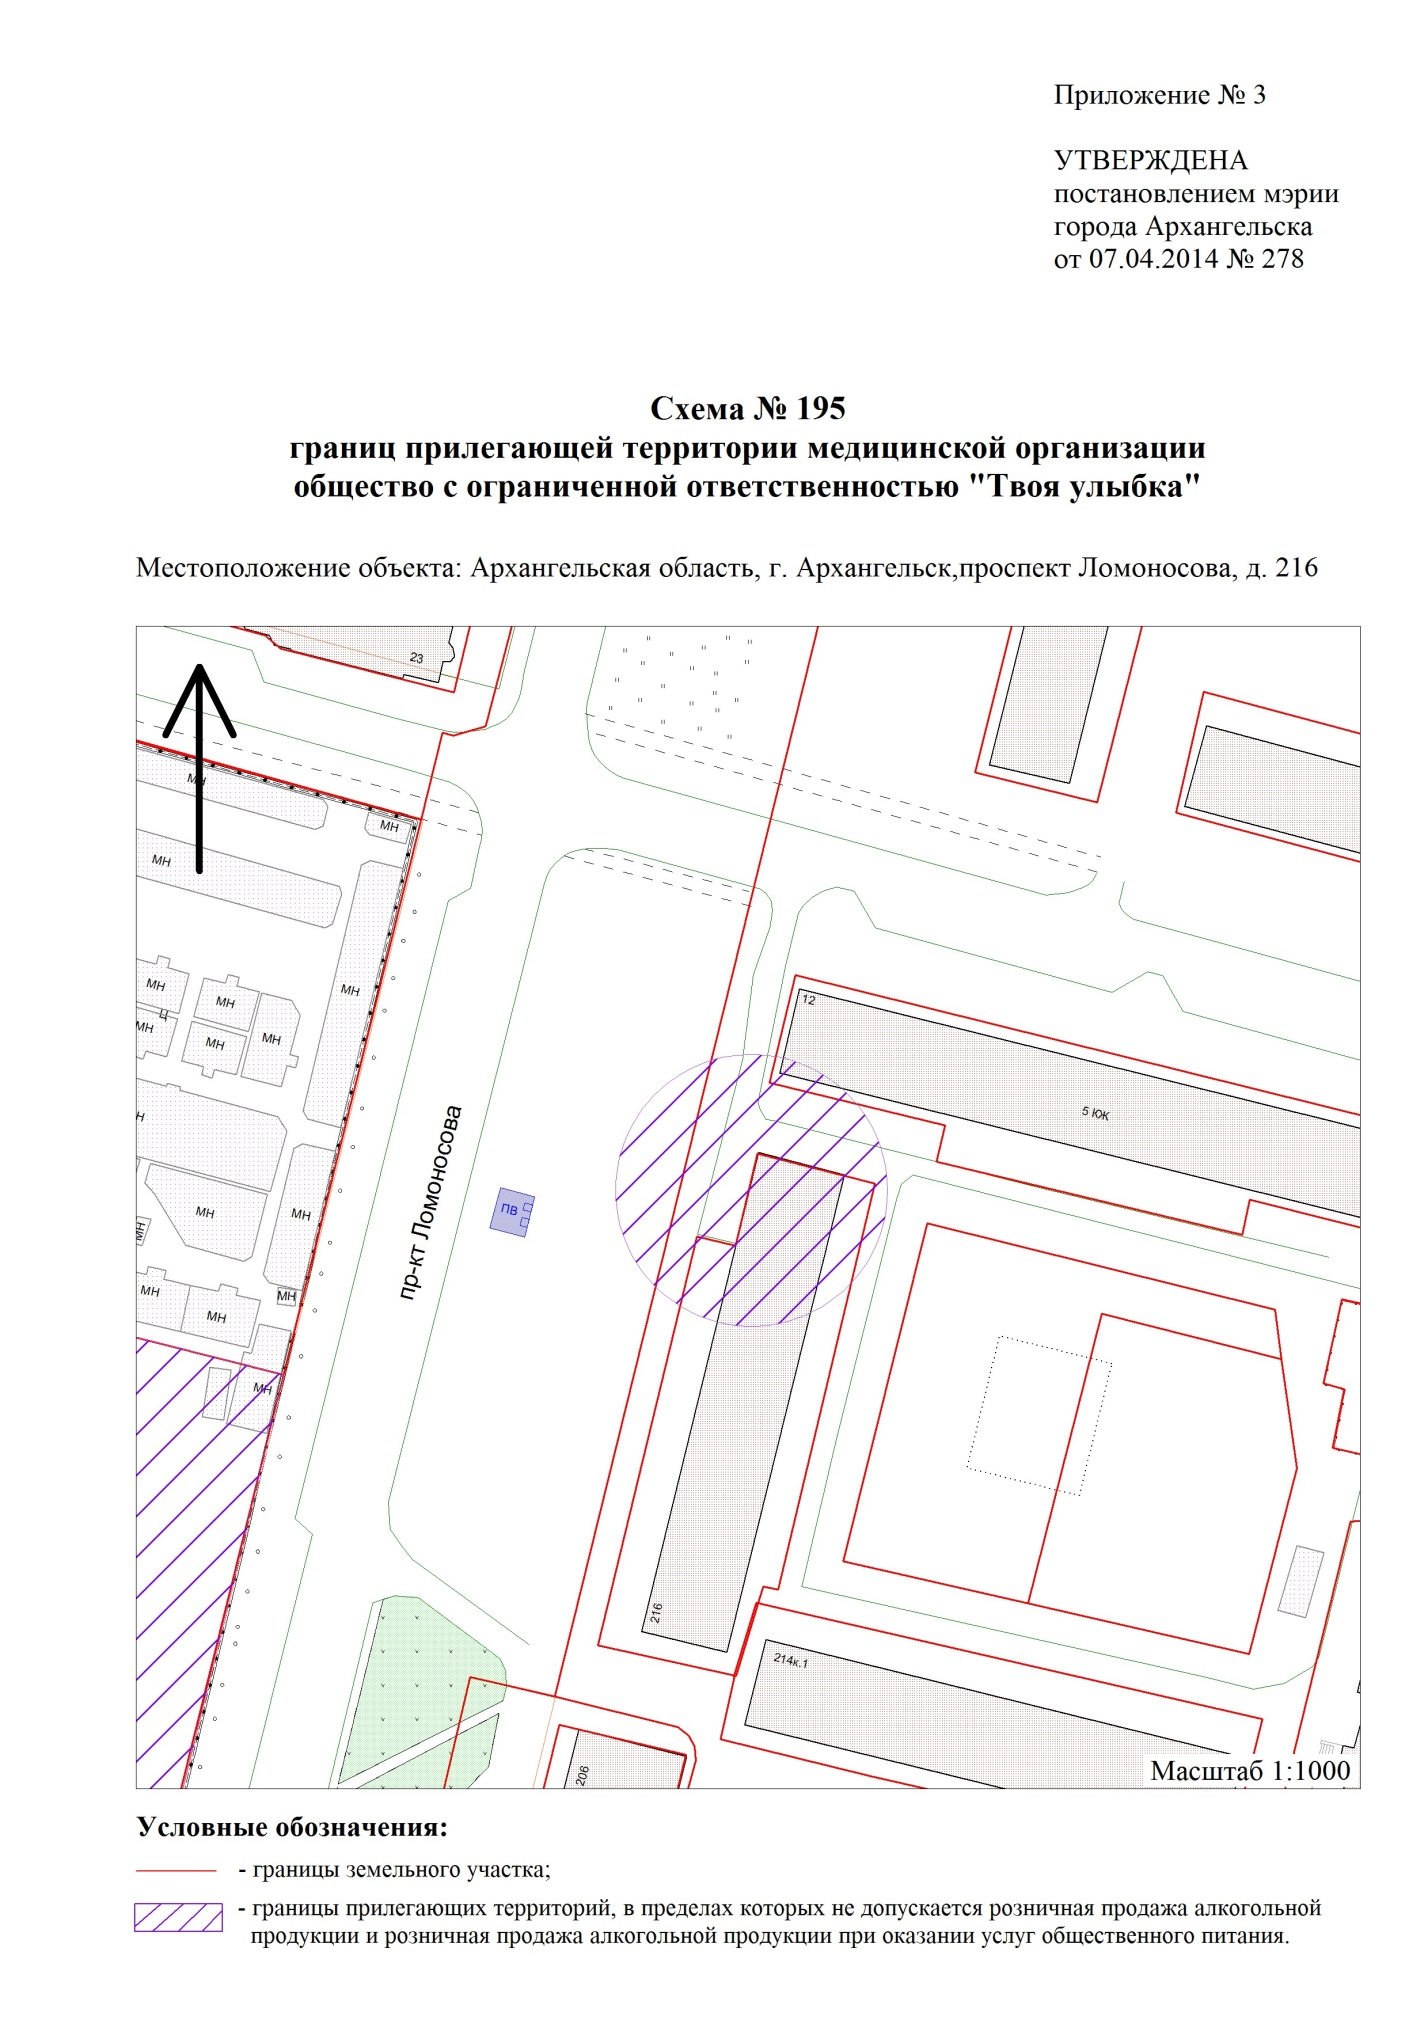 Приложение № 3
УТВЕРЖДЕНА
постановлением мэрии
города Архангельска
от 07.04.2014 № 278
Схема № 195
границ прилегающей территории медицинской организации
общество с ограниченной ответственностью "Твоя улыбка"
Местоположение объекта: Архангельская область, г. Архангельск,проспект Ломоносова, д. 216
23
МН
МН
МН
МН
МН
МН
МН
Ц
МН
МН
МН
12
5 КЖ
Н
пр-кт Ломоносова
ПВ
МН
МН
МН
МН
МН
МН
МН
216
214к.1
206
Масштаб 1:1000
Условные обозначения:
- границы земельного участка;
- границы прилегающих территорий, в пределах которых не допускается розничная продажа алкогольной
продукции и розничная продажа алкогольной продукции при оказании услуг общественного питания.